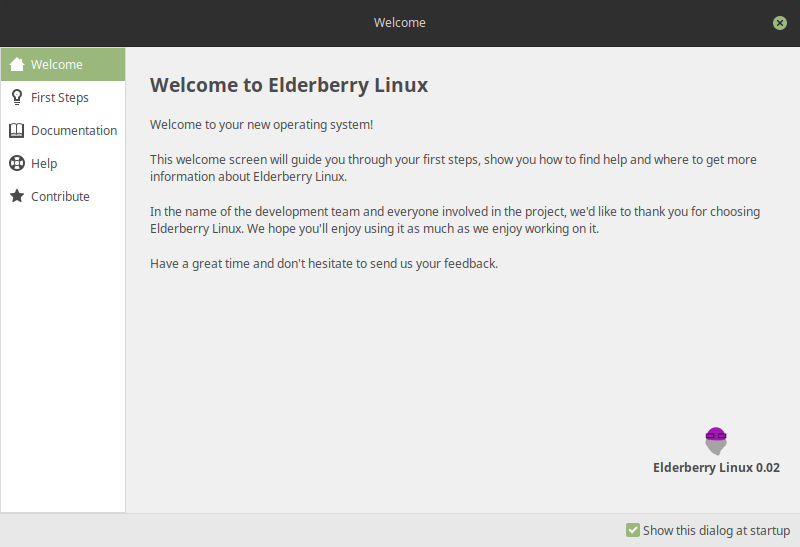 Welcome
Welcome
First Steps
Documentation
Help
Contribute
Welcome to Elderberry Linux
Welcome to your new operating system!
This welcome screen will guide you through your first steps, show you how to find help and where to get more
information about Elderberry Linux.
In the name of the development team and everyone involved in the project, we'd like to thank you for choosing
Elderberry Linux. We hope you'll enjoy using it as much as we enjoy working on it.
Have a great time and don't hesitate to send us your feedback.
Elderberry Linux 0.02
Show this dialog at startup